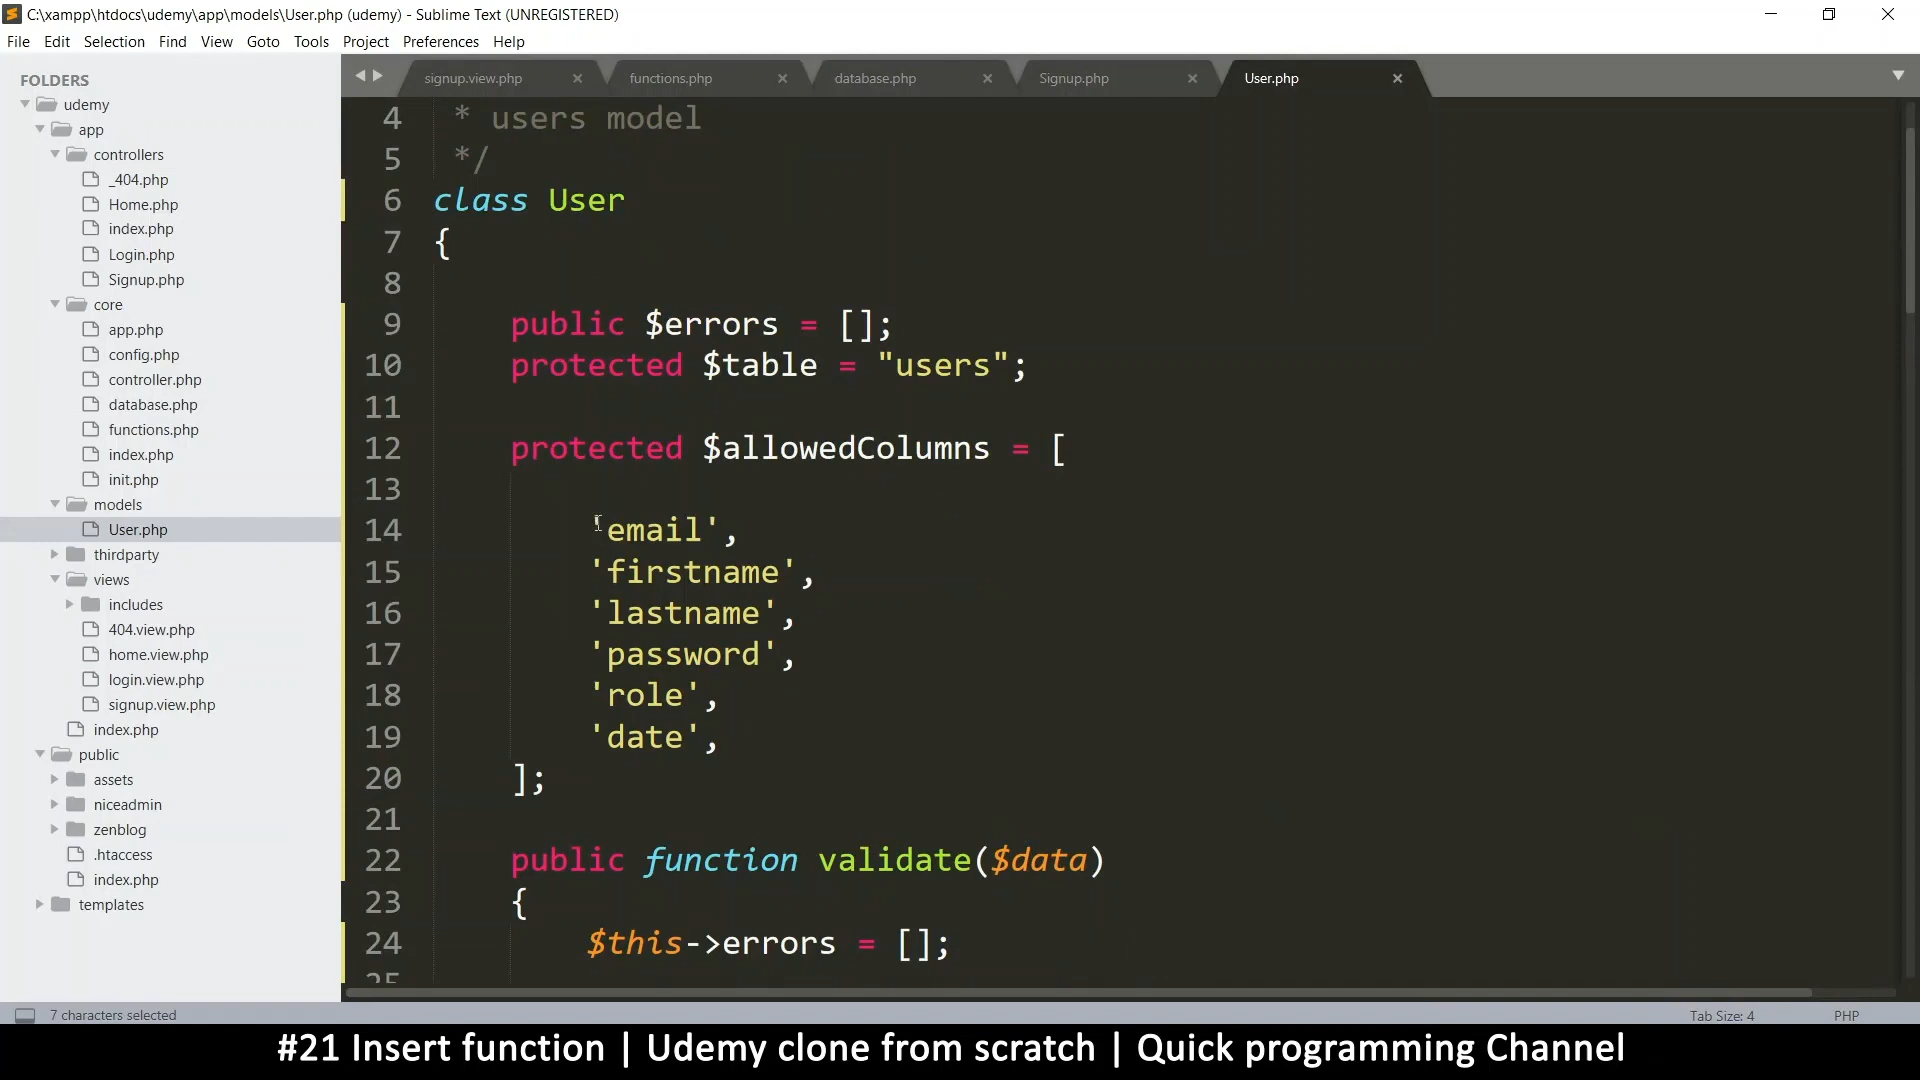 C:\xampp\htdocs\udemy\app\models\User.php (udemy) - Sublime Text (UNREGISTERED)
File Edit Selection Find View Goto Tools Project Preferences Help
FOLDERS
udemy
app
controllers
_404.php
Home.php
index.php
Login.php
Signup.php
core
app.php
config.php
controller.php
database.php
functions.php
index.php
init.php
models
User.php
thirdparty
views
includes
404.view.php
home.view.php
login.view.php
signup.view.php
index.php
public
assets
niceadmin
zenblog
.htaccess
index.php
templates
signup.view.php functions.php database.php Signup.php User.php
4 * users model
5 */
6 class User
7 {
8
9 public $errors = [];
10 protected $table = "users";
11
12 protected $allowedColumns = [
13
14 'email',
15 'firstname',
16 'lastname',
17 'password',
18 'role',
19 'date',
20 ];
21
22 public function validate($data)
23 {
24 $this->errors = [];
25
7 characters selected Tab Size: 4 PHP
#21 Insert function | Udemy clone from scratch | Quick programming Channel